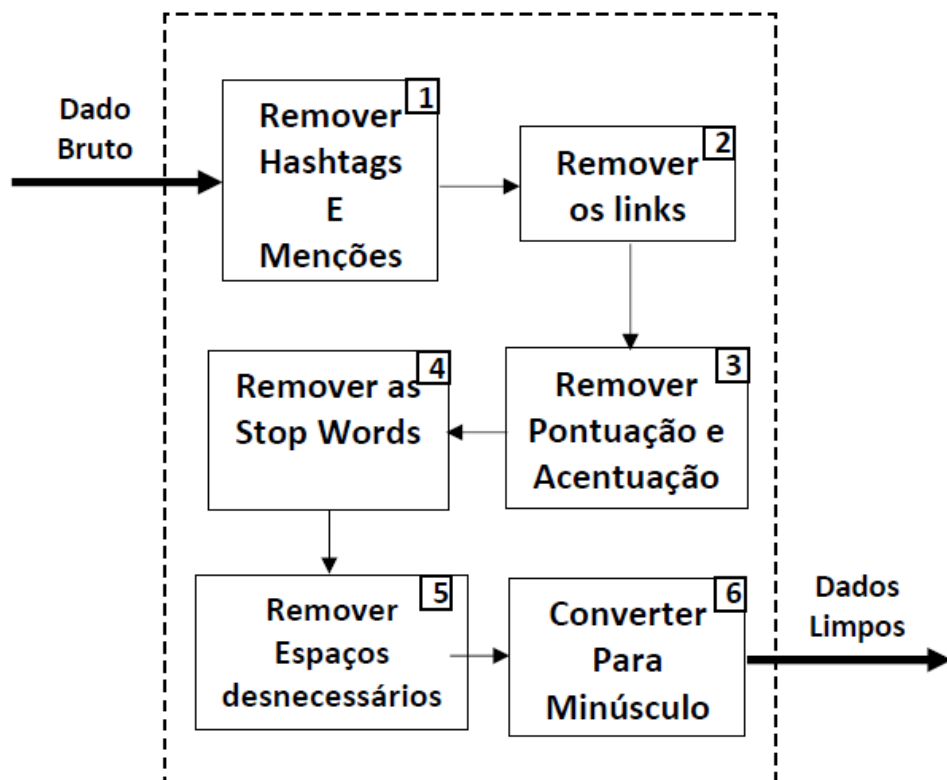 Dado
Bruto
1
Remover
Hashtags
E
Menções
2
Remover
os links
3
Remover
Pontuação e
Acentuação
4
Remover as
Stop Words
5
Remover
Espaços
desnecessários
6
Converter
Para
Minúsculo
Dados
Limpos